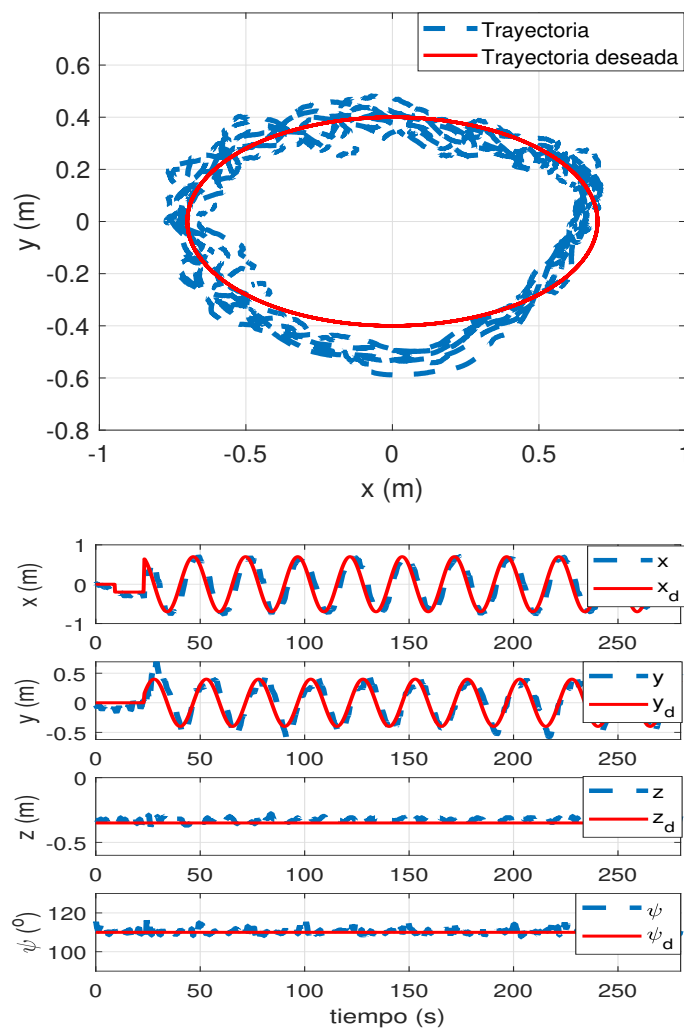 Trayectoria
Trayectoria deseada
0.6
0.4
0.2
0
-0.2
-0.4
-0.6
-0.8
y (m)
-1 -0.5 0 0.5 1
x (m)
1
0
-1
x (m)
x
x_d
0 50 100 150 200 250
0.5
0
-0.5
y (m)
y
y_d
0 50 100 150 200 250
0
-0.5
z (m)
z
z_d
0 50 100 150 200 250
120
100
ψ (º)
ψ
ψ_d
0 50 100 150 200 250
tiempo (s)